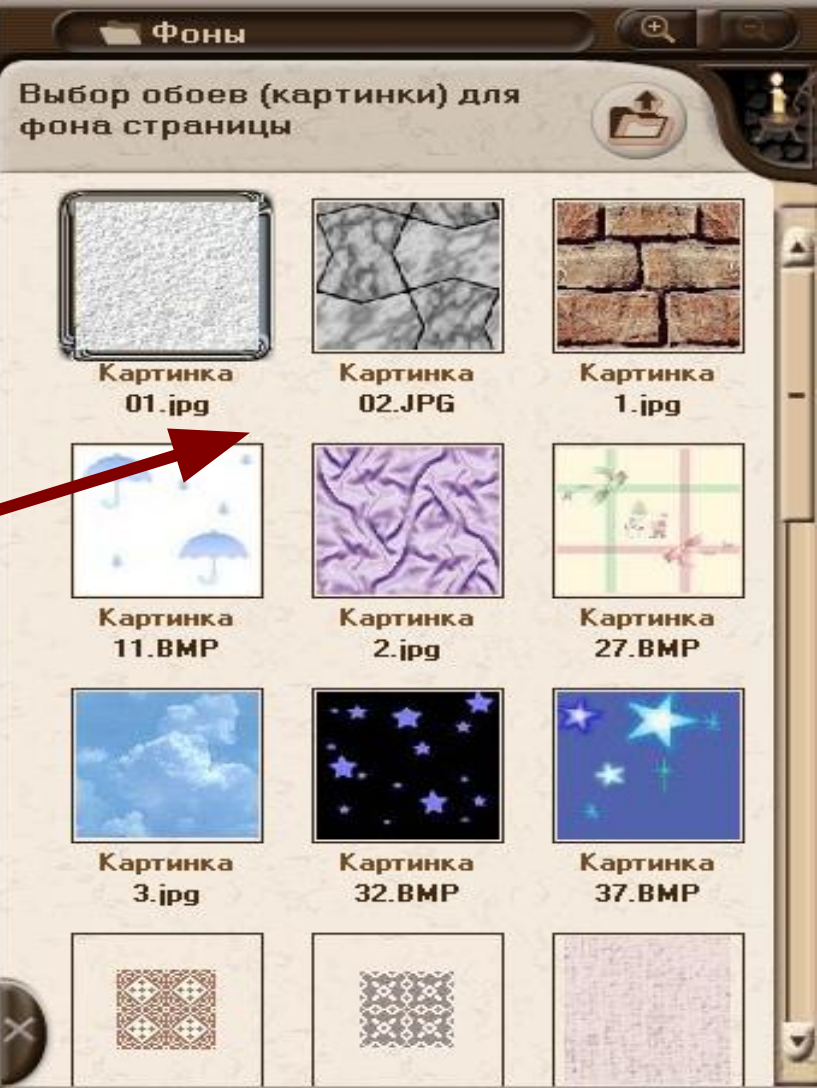 Фоны
Выбор обоев (картинки) для
фона страницы
Картинка
01.jpg
Картинка
02.JPG
Картинка
1.jpg
Картинка
11.BMP
Картинка
2.jpg
Картинка
27.BMP
Картинка
3.jpg
Картинка
32.BMP
Картинка
37.BMP